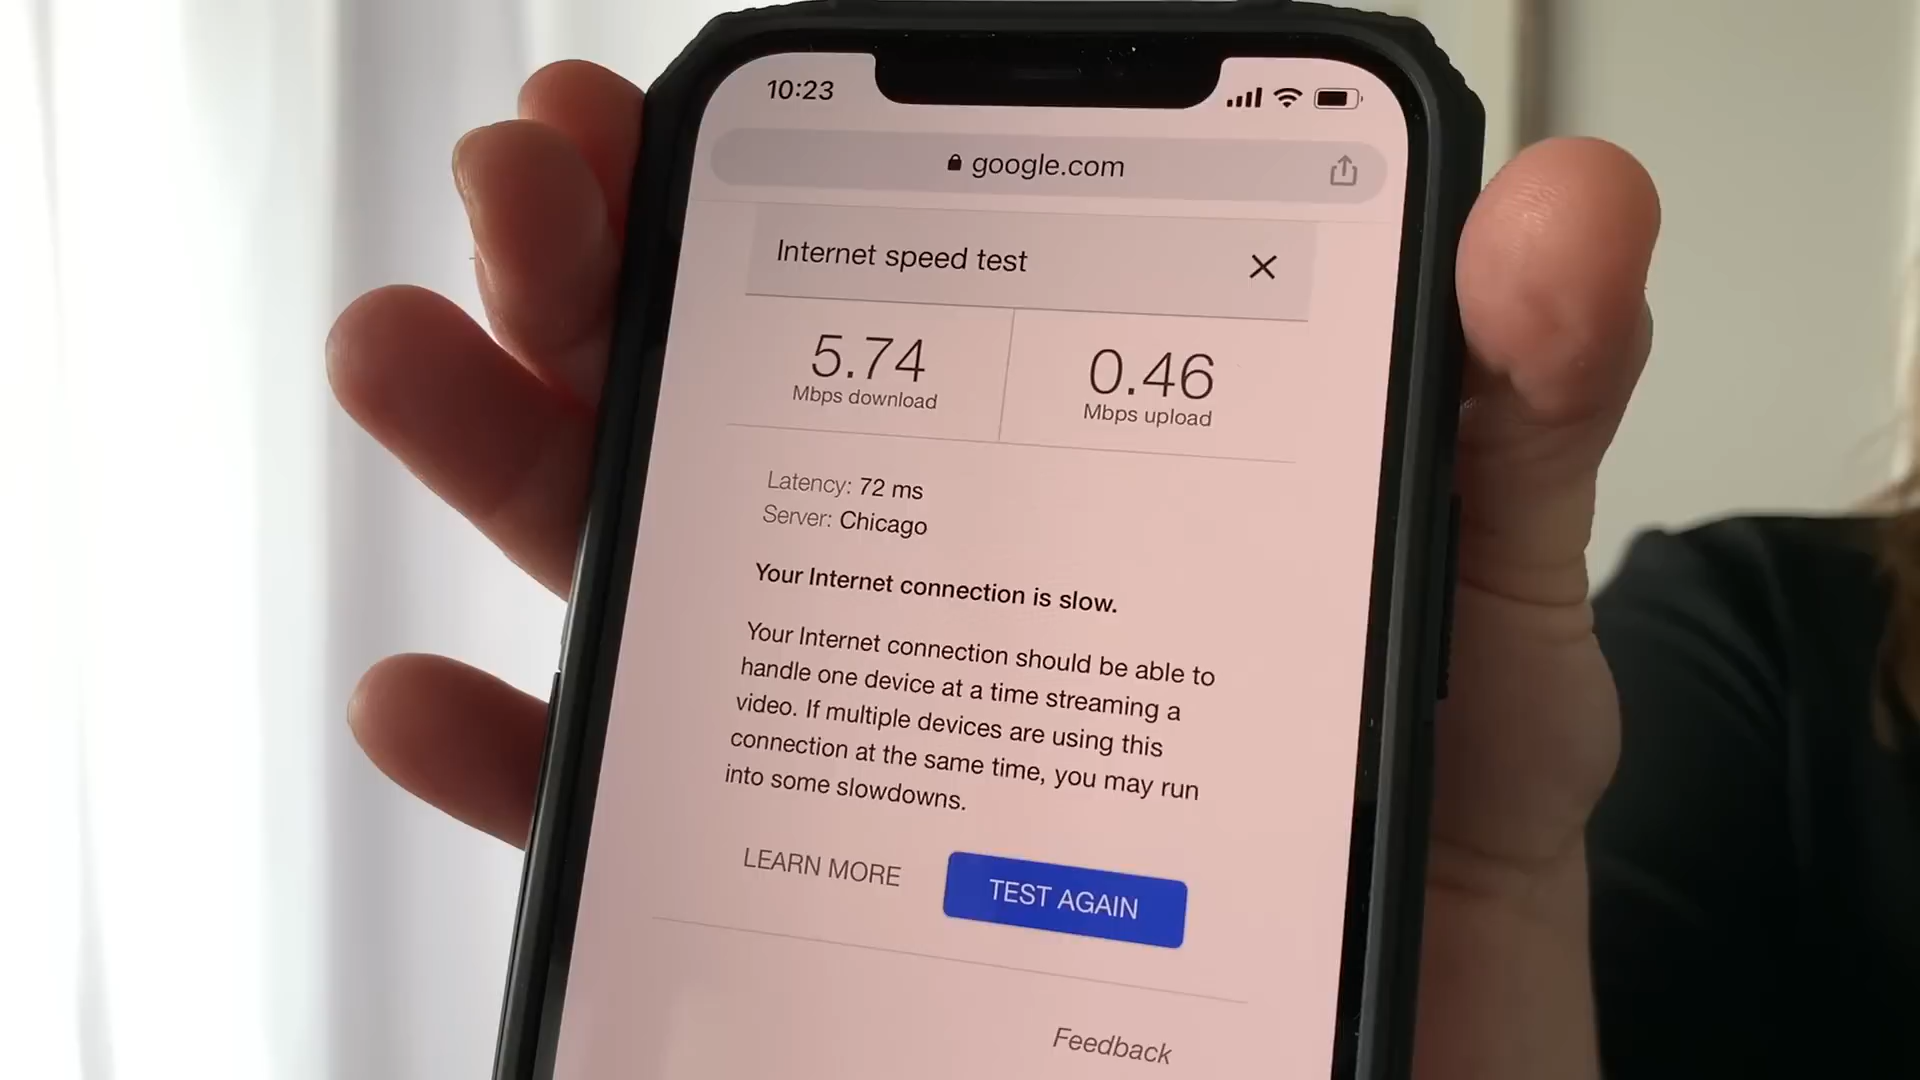 10:23
google.com
Internet speed test
5.74
Mbps download
0.46
Mbps upload
Latency: 72 ms
Server: Chicago
Your Internet connection is slow.
Your Internet connection should be able to
handle one device at a time streaming a
video. If multiple devices are using this
connection at the same time, you may run
into some slowdowns.
LEARN MORE
TEST AGAIN
Feedback